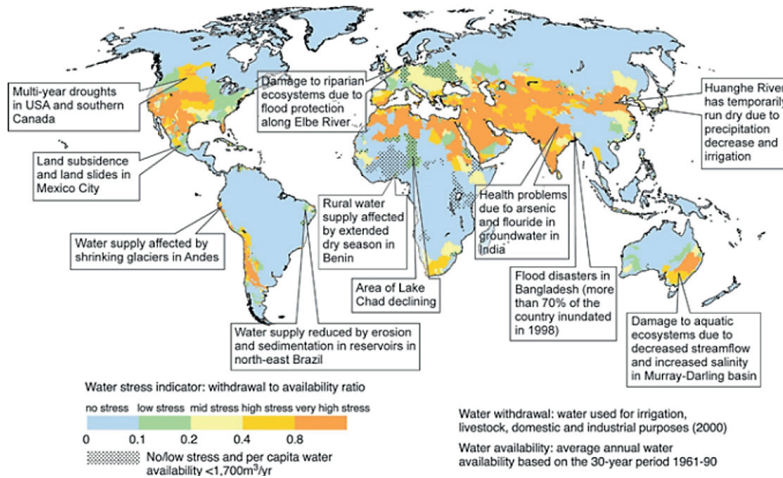 Multi-year droughts
in USA and southern
Canada
Damage to riparian
ecosystems due to
flood protection
along Elbe River
Huanghe River
has temporarily
run dry due to
precipitation
decrease and
irrigation
Land subsidence
and land slides in
Mexico City
Rural water
supply affected
by extended
dry season in
Benin
Health problems
due to arsenic
and flouride in
groundwater in
India
Water supply affected by
shrinking glaciers in Andes
Area of Lake
Chad declining
Flood disasters in
Bangladesh (more
than 70% of the
country inundated
in 1998)
Water supply reduced by erosion
and sedimentation in reservoirs in
north-east Brazil
Damage to aquatic
ecosystems due to
decreased streamflow
and increased salinity
in Murray-Darling basin
Water stress indicator: withdrawal to availability ratio
no stress low stress mid stress high stress very high stress
0 0.1 0.2 0.4 0.8
No/low stress and per capita water
availability <1,700m³/yr
Water withdrawal: water used for irrigation,
livestock, domestic and industrial purposes (2000)
Water availability: average annual water
availability based on the 30-year period 1961-90